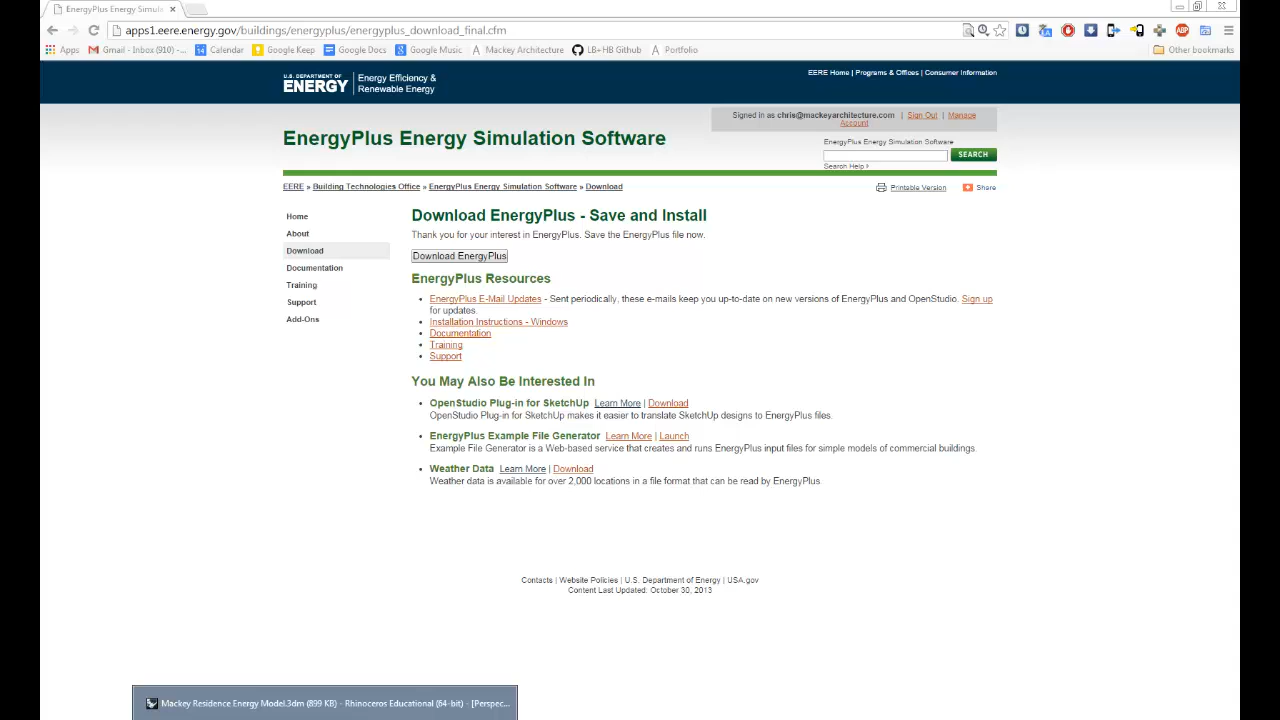 EnergyPlus Energy Simula
apps1.eere.energy.gov/buildings/energyplus/energyplus_download_final.cfm
Apps Gmail - Inbox (910) -... Calendar Google Keep Google Docs Google Music Mackey Architecture LB+HB Github Portfolio Other bookmarks
U.S. DEPARTMENT OF
ENERGY
Energy Efficiency &
Renewable Energy
EERE Home | Programs & Offices | Consumer Information
Signed in as chris@mackeyarchitecture.com | Sign Out | Manage
Account
EnergyPlus Energy Simulation Software
EnergyPlus Energy Simulation Software
SEARCH
Search Help
EERE » Building Technologies Office » EnergyPlus Energy Simulation Software » Download
Printable Version Share
Home
About
Download
Documentation
Training
Support
Add-Ons
Download EnergyPlus - Save and Install
Thank you for your interest in EnergyPlus. Save the EnergyPlus file now.
Download EnergyPlus
EnergyPlus Resources
• EnergyPlus E-Mail Updates - Sent periodically, these e-mails keep you up-to-date on new versions of EnergyPlus and OpenStudio. Sign up
for updates.
• Installation Instructions - Windows
• Documentation
• Training
• Support
You May Also Be Interested In
• OpenStudio Plug-in for SketchUp Learn More | Download
OpenStudio Plug-in for SketchUp makes it easier to translate SketchUp designs to EnergyPlus files.
• EnergyPlus Example File Generator Learn More | Launch
Example File Generator is a Web-based service that creates and runs EnergyPlus input files for simple models of commercial buildings.
• Weather Data Learn More | Download
Weather data is available for over 2,000 locations in a file format that can be read by EnergyPlus.
Contacts | Website Policies | U.S. Department of Energy | USA.gov
Content Last Updated: October 30, 2013
Mackey Residence Energy Model.3dm (899 KB) - Rhinoceros Educational (64-bit) - [Perspec...